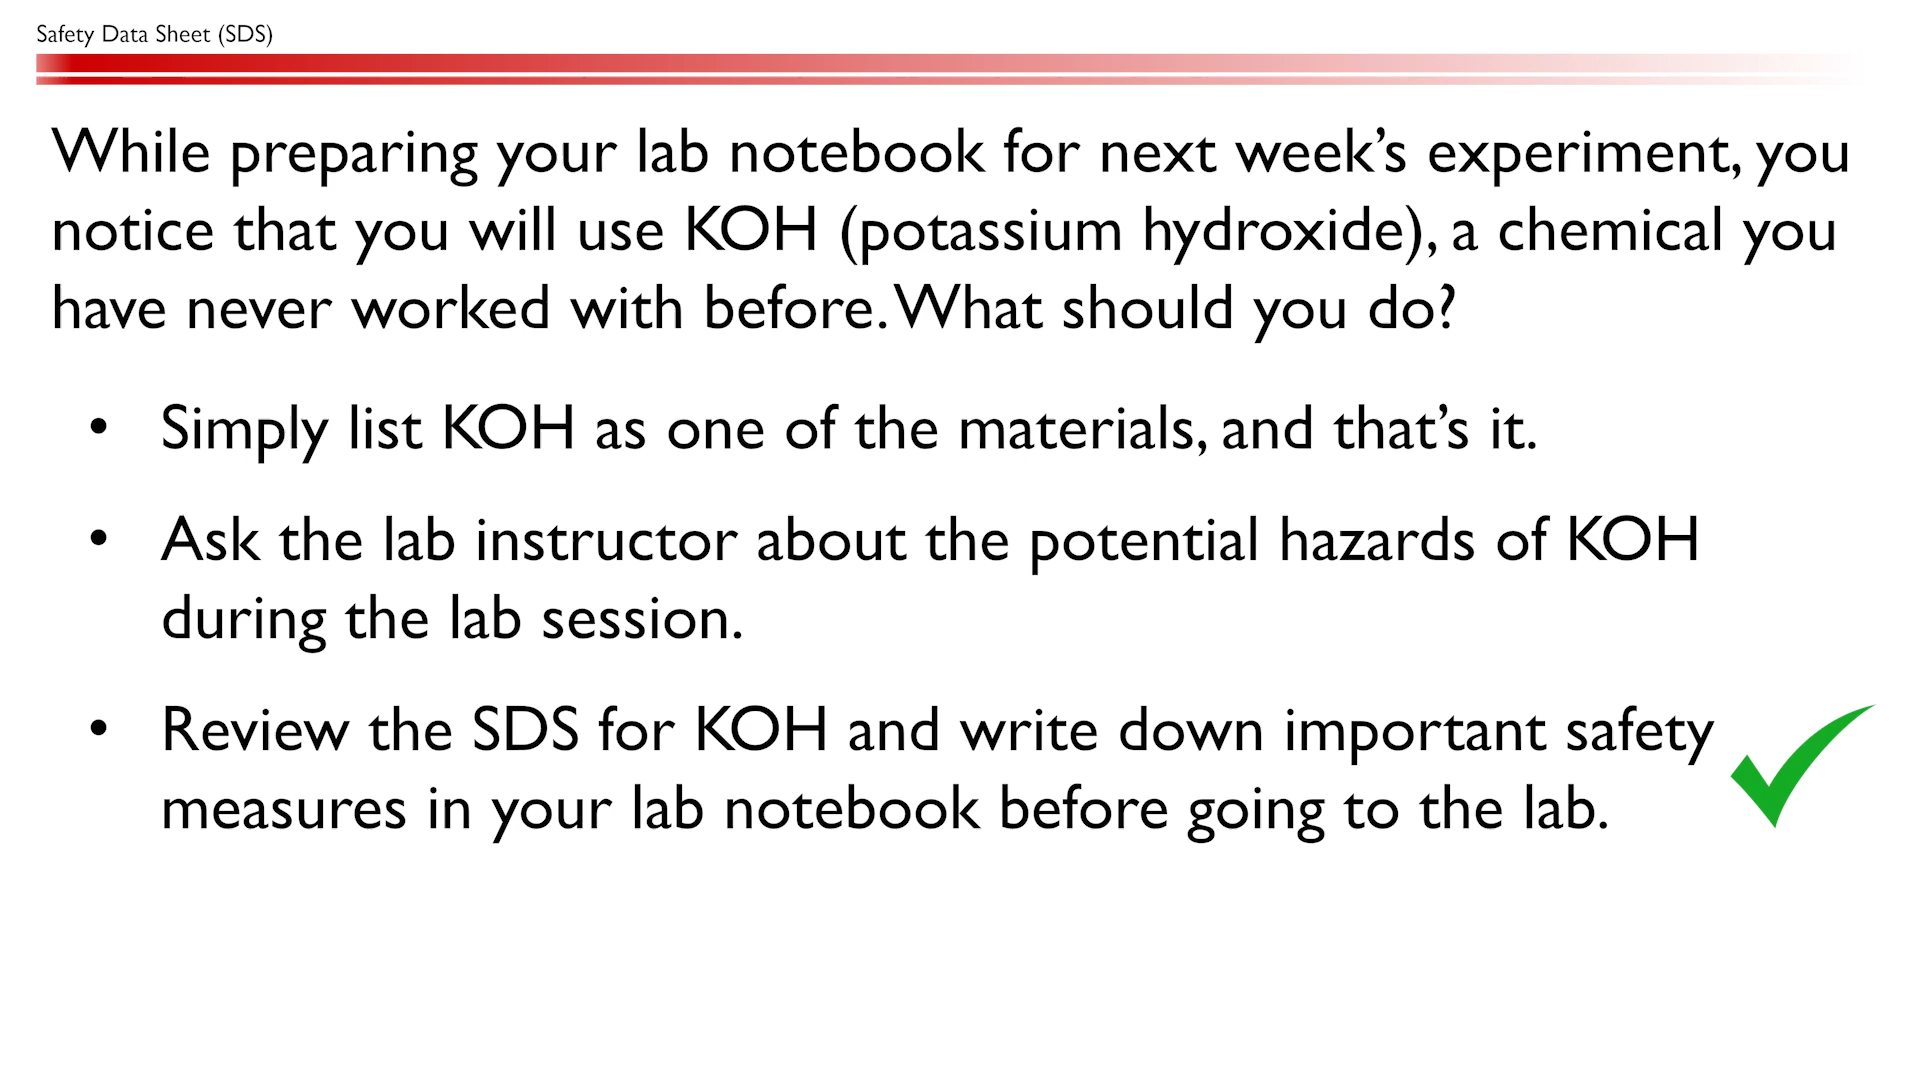 Safety Data Sheet (SDS)
While preparing your lab notebook for next week’s experiment, you
notice that you will use KOH (potassium hydroxide), a chemical you
have never worked with before. What should you do?
• Simply list KOH as one of the materials, and that’s it.
• Ask the lab instructor about the potential hazards of KOH
during the lab session.
• Review the SDS for KOH and write down important safety
measures in your lab notebook before going to the lab.